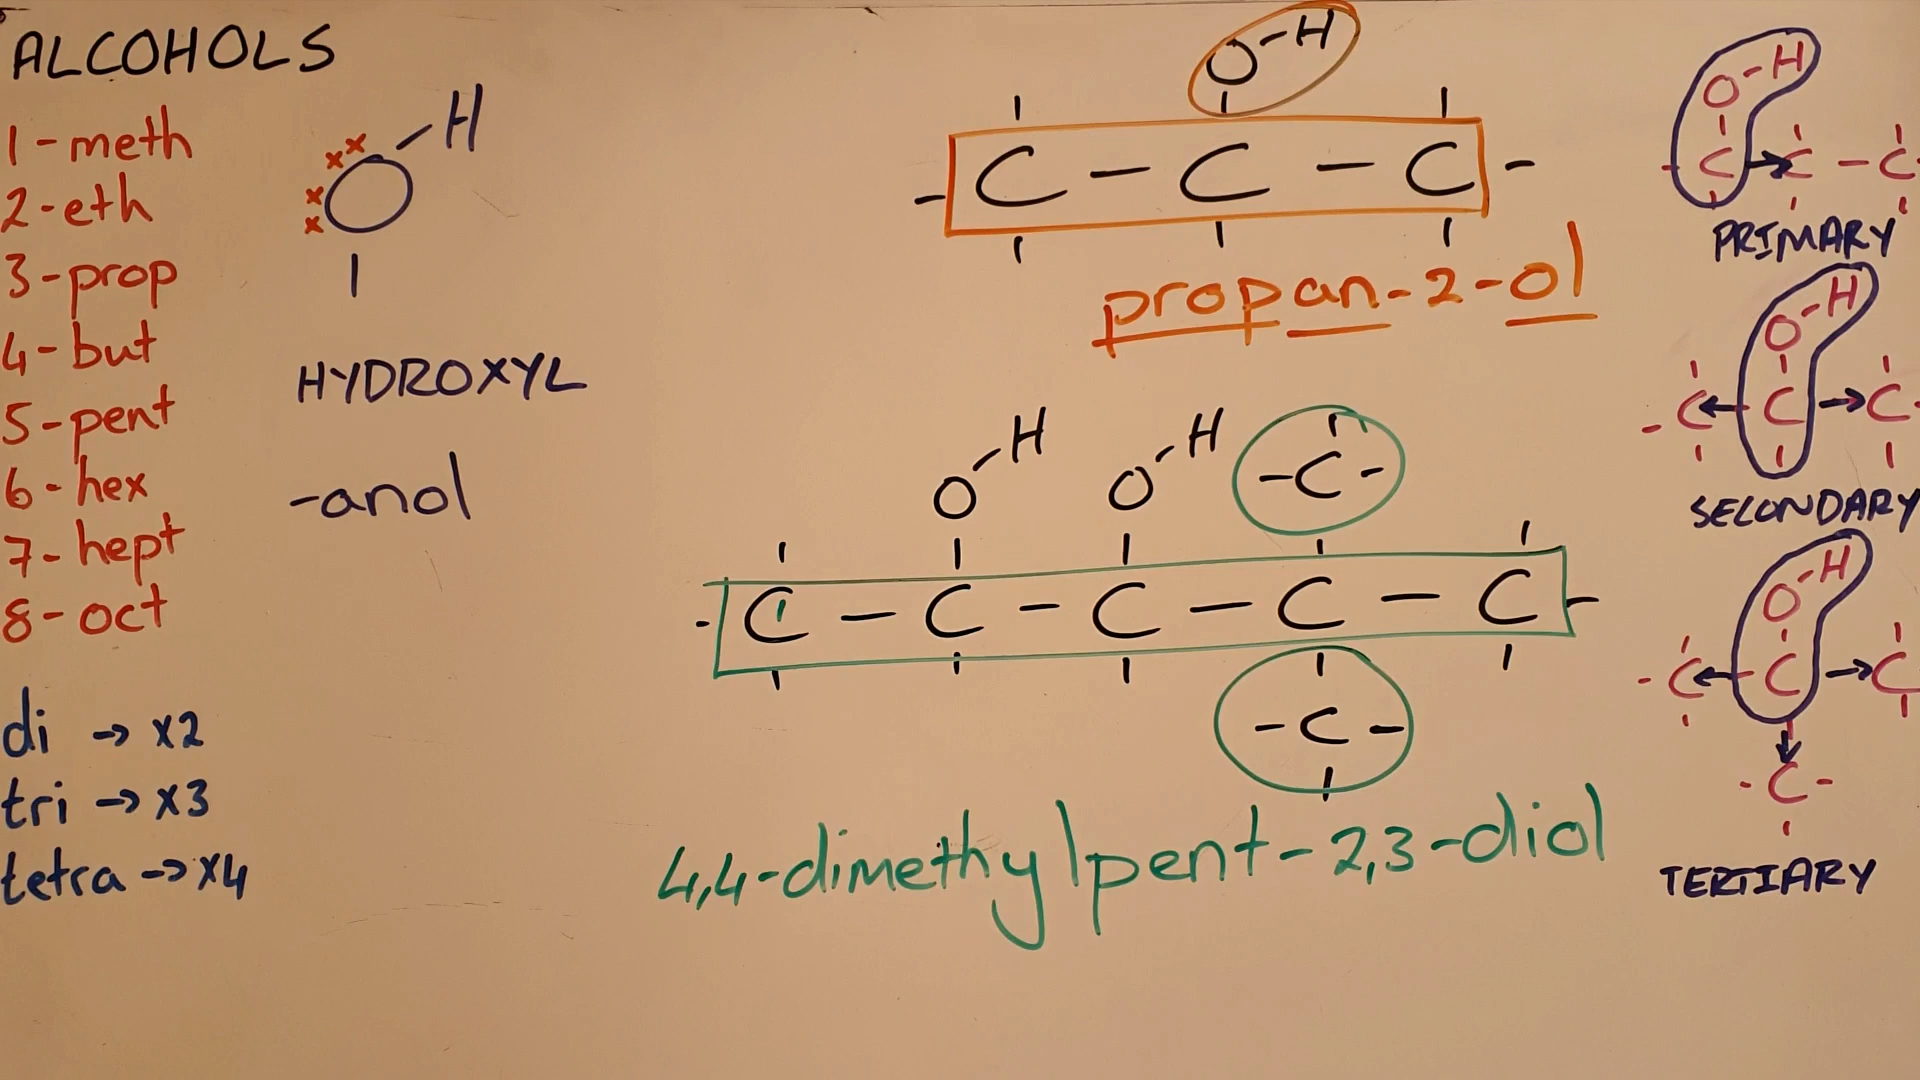 ALCOHOLS
1-meth
2-eth
3-prop
4-but
5-pent
6-hex
7-hept
8-oct
di → x2
tri → x3
tetra → x4
xx
O-H
x
x
HYDROXYL
-anol
O-H
-C-C-C-
propan-2-ol
O-H O-H -C-
-C-C-C-C-C-
-C-
4,4-dimethylpent-2,3-diol
O-H
-C→C-C-
PRIMARY
O-H
-C←C→C-
SECONDARY
O-H
-C←C→C
↓
-C-
TERTIARY